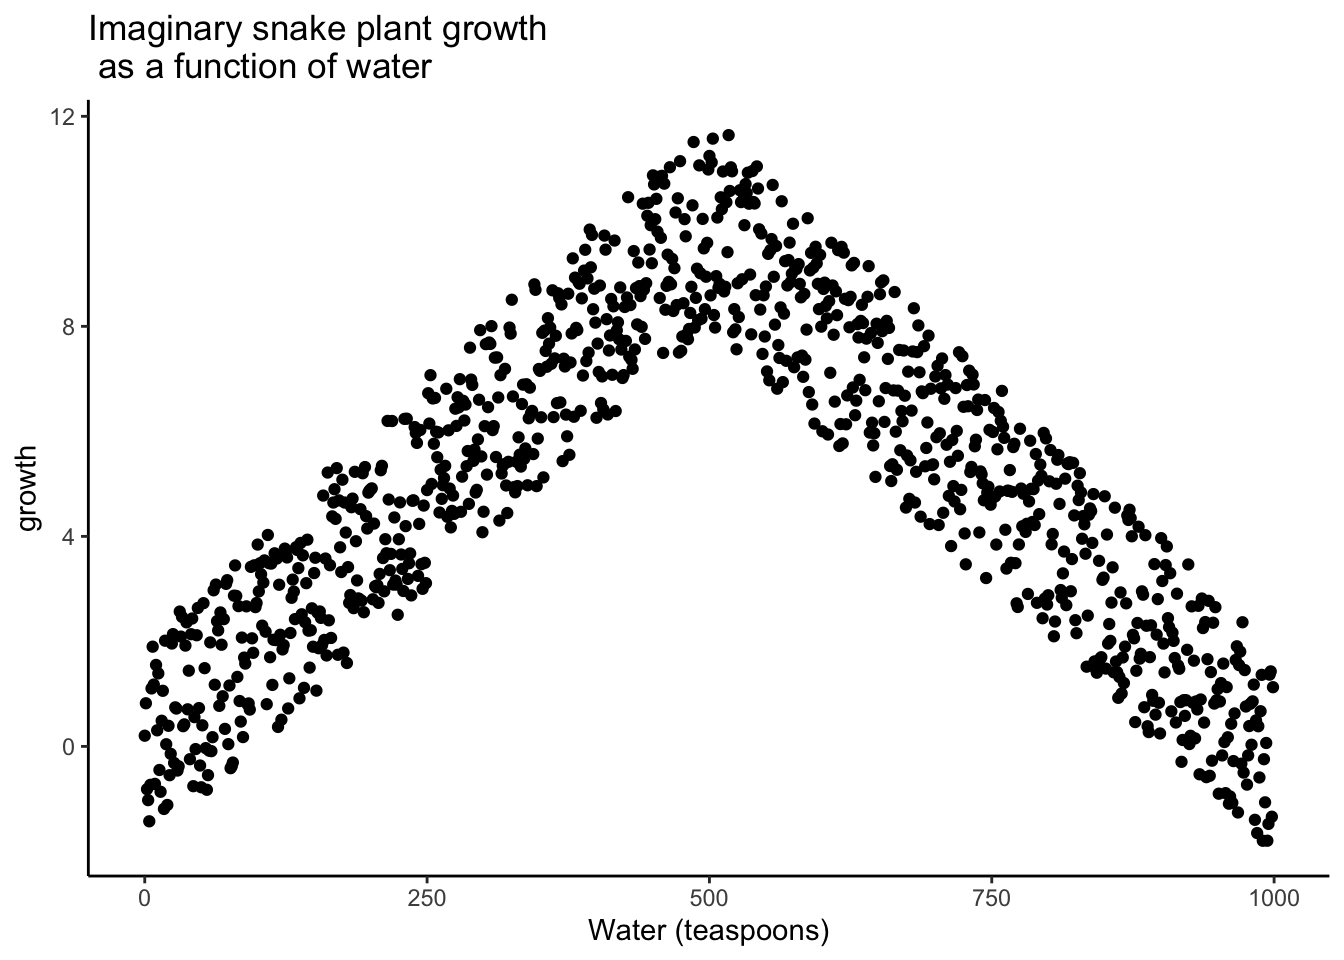 Imaginary snake plant growth
as a function of water
12
8
4
0
growth
0
250
500
750
1000
Water (teaspoons)